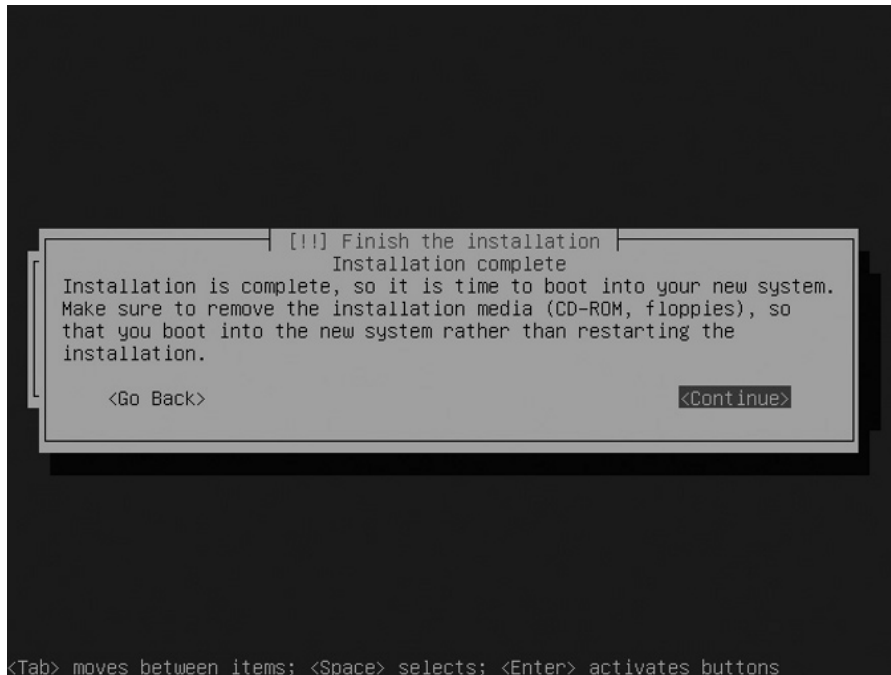 [!!] Finish the installation
Installation complete
Installation is complete, so it is time to boot into your new system.
Make sure to remove the installation media (CD-ROM, floppies), so
that you boot into the new system rather than restarting the
installation.
<Go Back> <Continue>
<Tab> moves between items; <Space> selects; <Enter> activates buttons